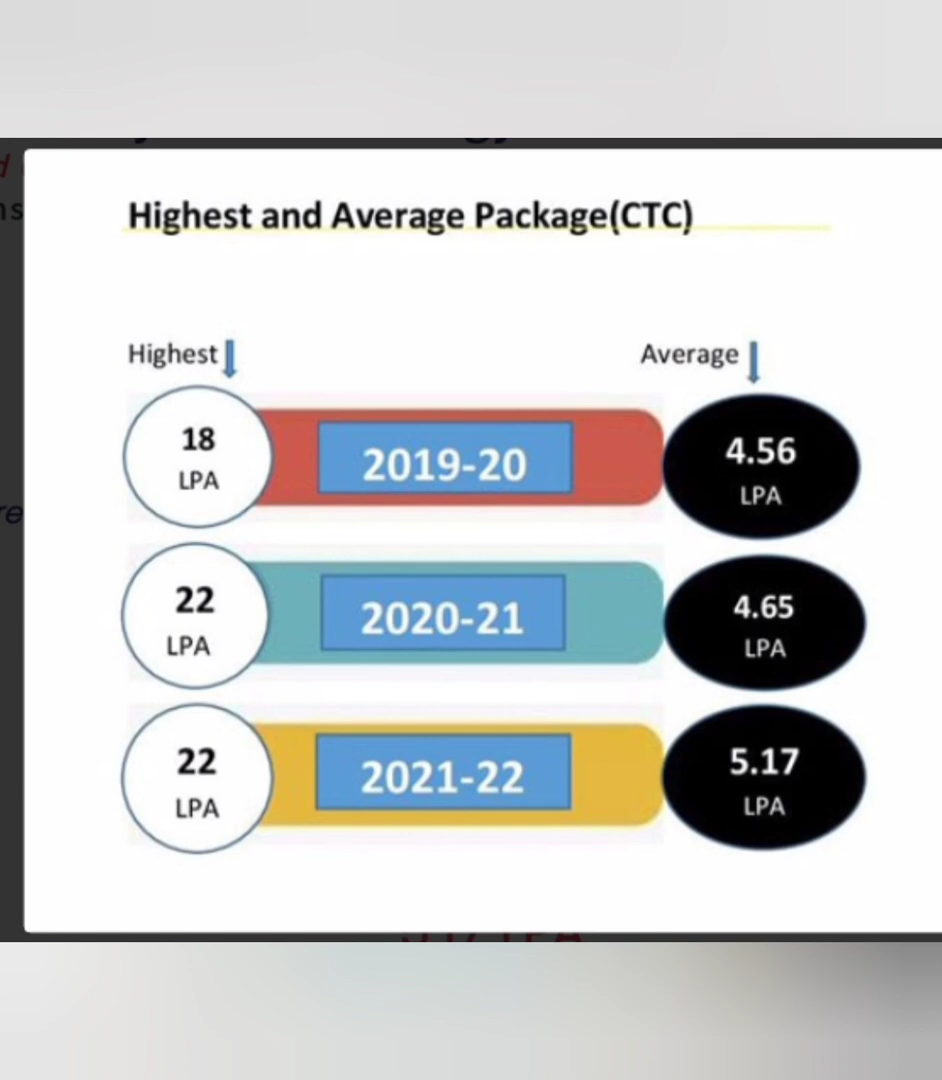 Highest and Average Package(CTC)
Highest
Average
18
LPA
2019-20
4.56
LPA
22
LPA
2020-21
4.65
LPA
22
LPA
2021-22
5.17
LPA